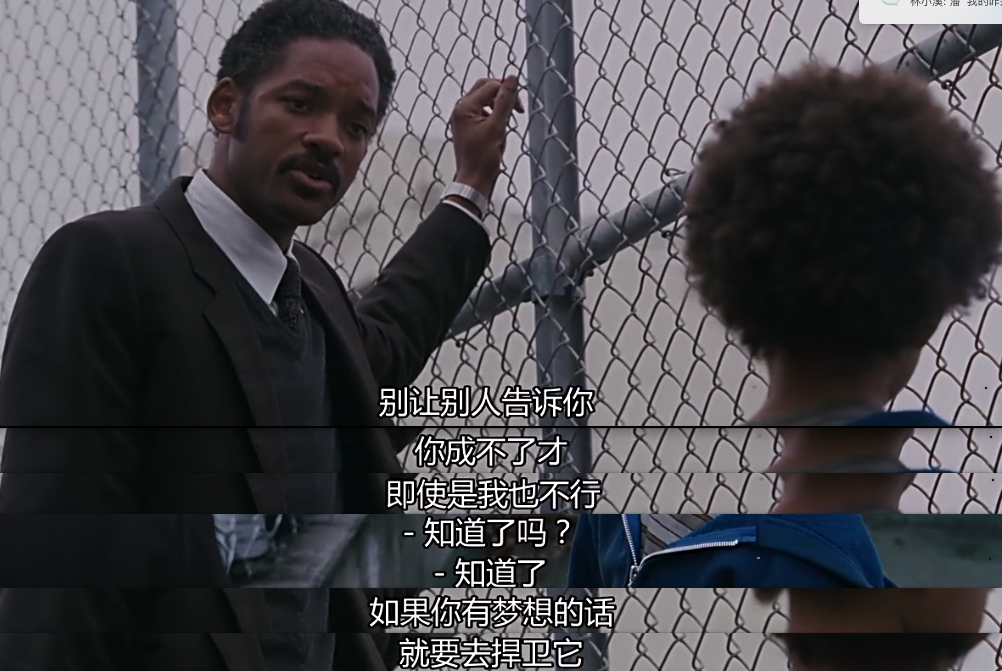 别让别人告诉你
你成不了才
即使是我也不行
- 知道了吗？
- 知道了
如果你有梦想的话
就要去捍卫它